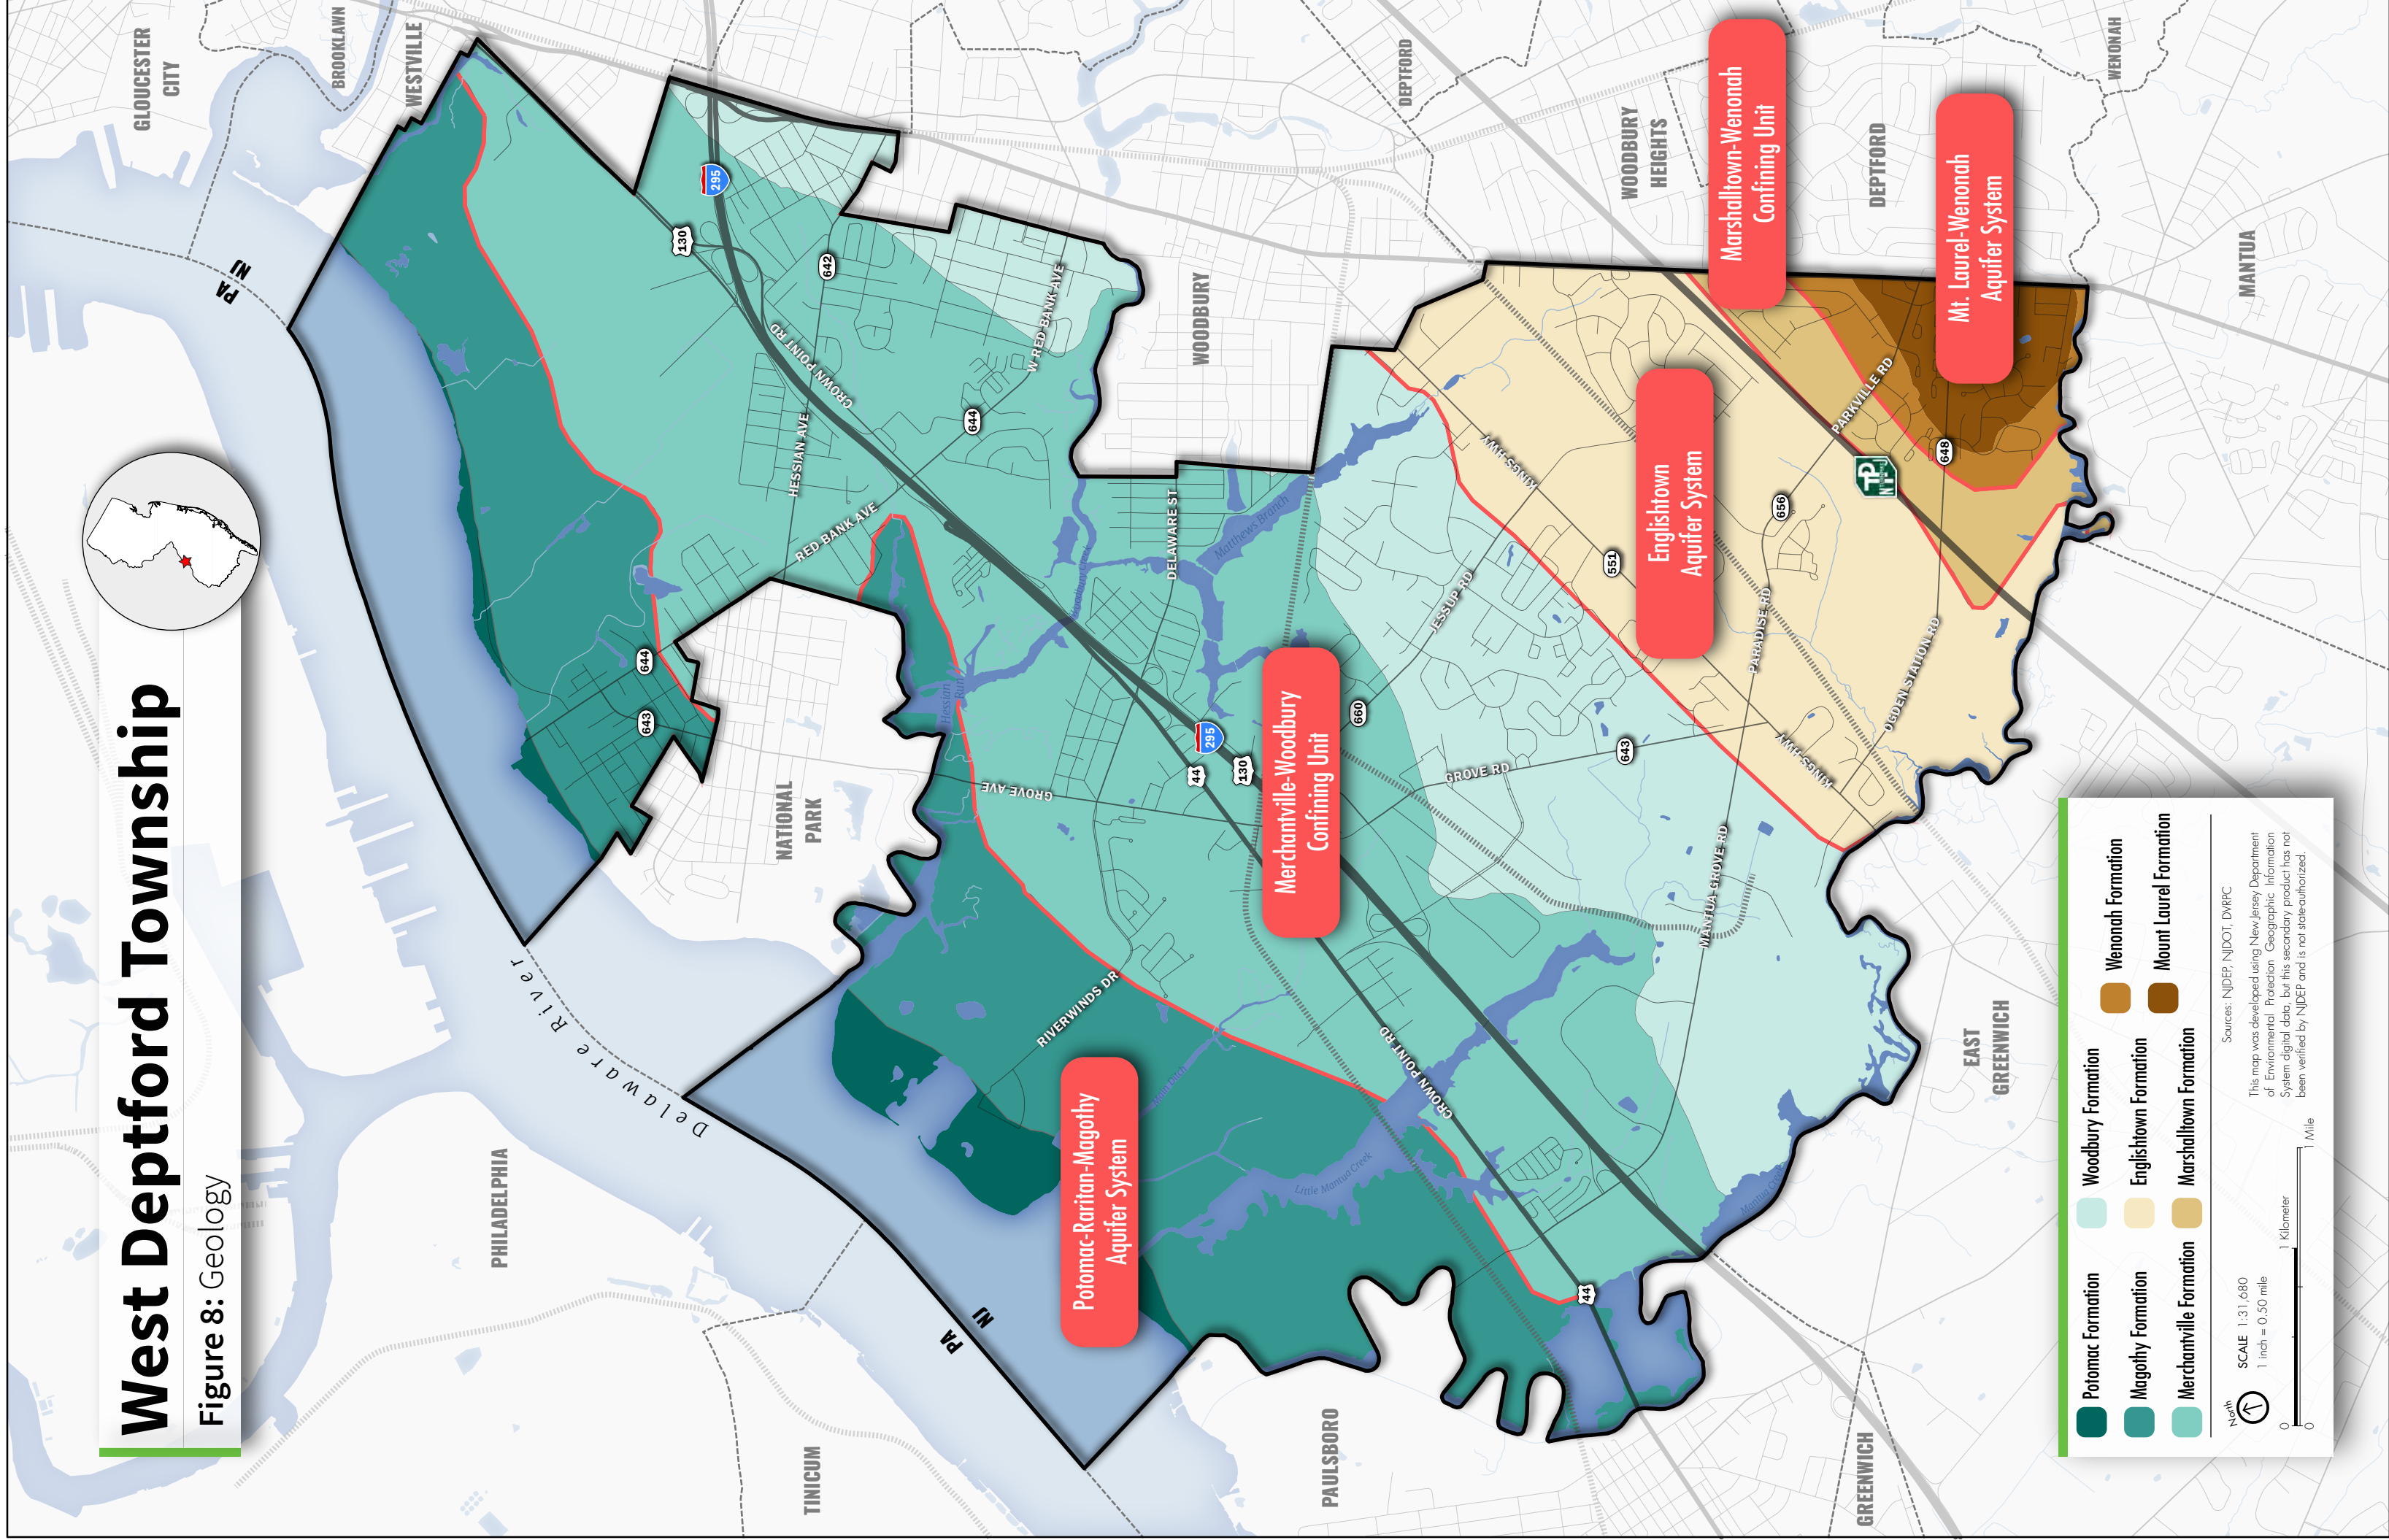 West Deptford Township
Figure 8: Geology
GLOUCESTER
CITY
BROOKLAWN
WESTVILLE
PA
NJ
DEPTFORD
WOODBURY
HEIGHTS
DEPTFORD
WENONAH
MANTUA
WOODBURY
NATIONAL
PARK
PHILADELPHIA
TINICUM
PAULSBORO
GREENWICH
EAST
GREENWICH
Delaware River
PA
NJ
Potomac-Raritan-Magothy
Aquifer System
Merchantville-Woodbury
Confining Unit
Englishtown
Aquifer System
Marshalltown-Wenonah
Confining Unit
Mt. Laurel-Wenonah
Aquifer System
295
130
642
CROWN POINT RD
W RED BANK AVE
644
HESSIAN AVE
RED BANK AVE
644
643
Hessian
Run
Woodbury Creek
DELAWARE ST
Matthews Branch
GROVE AVE
295
44
130
660
JESSUP RD
KINGS HWY
551
GROVE RD
643
PARADISE RD
656
PARKVILLE RD
648
OGDEN STATION RD
KINGS HWY
MANTUA GROVE RD
RIVERWINDS DR
CROWN POINT RD
Little Mantua Creek
44
Potomac Formation
Magothy Formation
Merchantville Formation
Woodbury Formation
Englishtown Formation
Marshalltown Formation
Wenonah Formation
Mount Laurel Formation
North
SCALE 1:31,680
1 inch = 0.50 mile
0
1 Kilometer
0
1 Mile
Sources: NJDEP, NJDOT, DVRPC
This map was developed using New Jersey Department
of Environmental Protection Geographic Information
System digital data, but this secondary product has not
been verified by NJDEP and is not state-authorized.